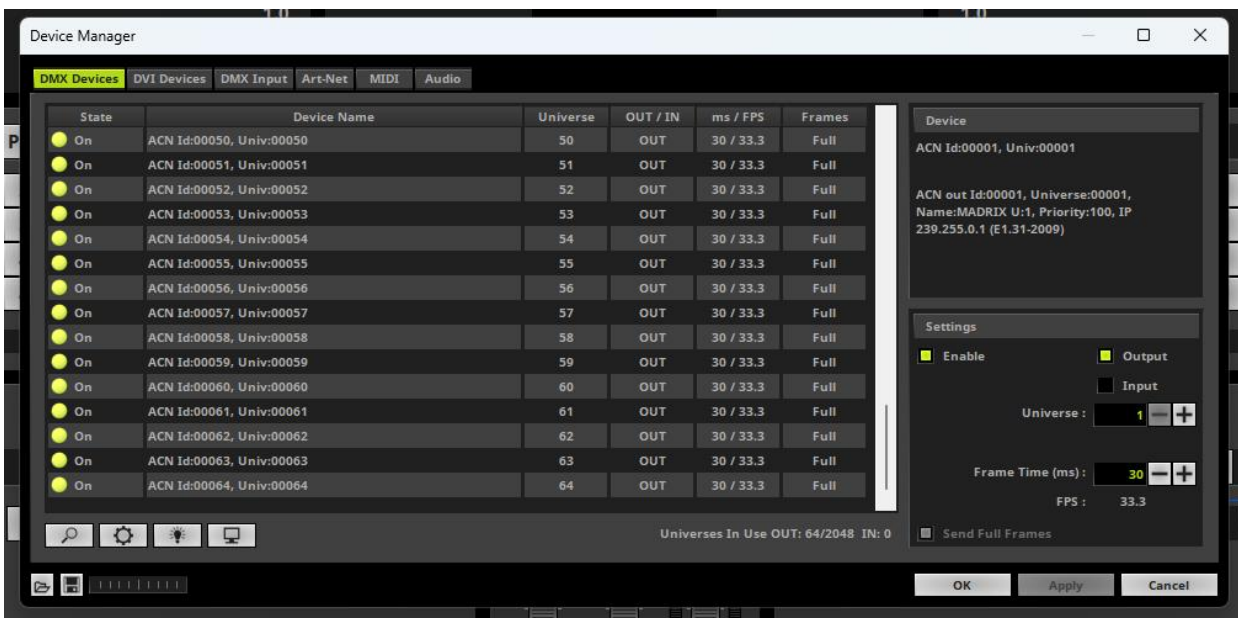 Device Manager
DMX Devices DVI Devices DMX Input Art-Net MIDI Audio
State Device Name Universe OUT / IN ms / FPS Frames
On ACN Id:00050, Univ:00050 50 OUT 30 / 33.3 Full
On ACN Id:00051, Univ:00051 51 OUT 30 / 33.3 Full
On ACN Id:00052, Univ:00052 52 OUT 30 / 33.3 Full
On ACN Id:00053, Univ:00053 53 OUT 30 / 33.3 Full
On ACN Id:00054, Univ:00054 54 OUT 30 / 33.3 Full
On ACN Id:00055, Univ:00055 55 OUT 30 / 33.3 Full
On ACN Id:00056, Univ:00056 56 OUT 30 / 33.3 Full
On ACN Id:00057, Univ:00057 57 OUT 30 / 33.3 Full
On ACN Id:00058, Univ:00058 58 OUT 30 / 33.3 Full
On ACN Id:00059, Univ:00059 59 OUT 30 / 33.3 Full
On ACN Id:00060, Univ:00060 60 OUT 30 / 33.3 Full
On ACN Id:00061, Univ:00061 61 OUT 30 / 33.3 Full
On ACN Id:00062, Univ:00062 62 OUT 30 / 33.3 Full
On ACN Id:00063, Univ:00063 63 OUT 30 / 33.3 Full
On ACN Id:00064, Univ:00064 64 OUT 30 / 33.3 Full
Universes In Use OUT: 64/2048 IN: 0
Device
ACN Id:00001, Univ:00001
ACN out Id:00001, Universe:00001,
Name:MADRIX U:1, Priority:100, IP
239.255.0.1 (E1.31-2009)
Settings
Enable Output
Input
Universe : 1
Frame Time (ms) : 30
FPS : 33.3
Send Full Frames
OK Apply Cancel